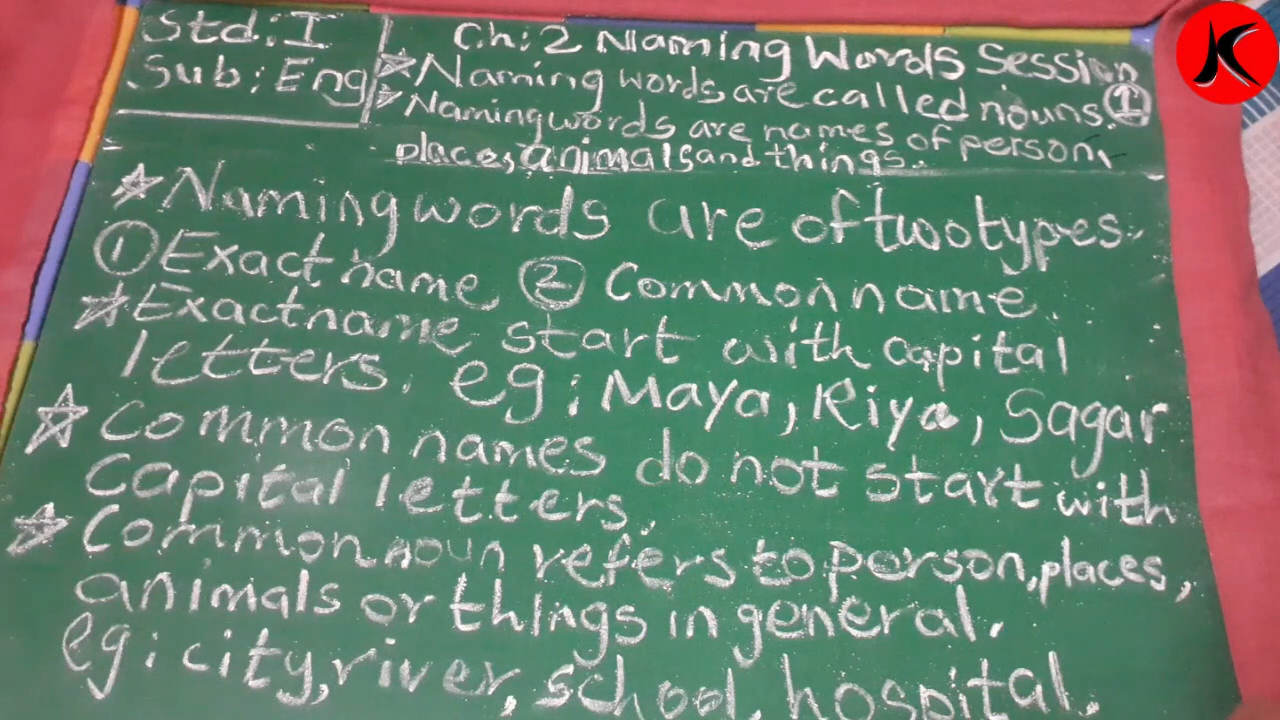 Std: I
Sub: Eng
Ch: 2 Naming Words Session 1
☆ Naming words are called nouns.
☆ Naming words are names of person,
places, animals and things.
☆ Naming words are of two types.
① Exact name ② Common name
☆ Exact name start with capital
letters. eg: Maya, Riya, Sagar
☆ Common names do not start with
Capital letters.
☆ Common noun refers to person, places,
animals or things in general.
Eg: city, river, school, hospital.
K